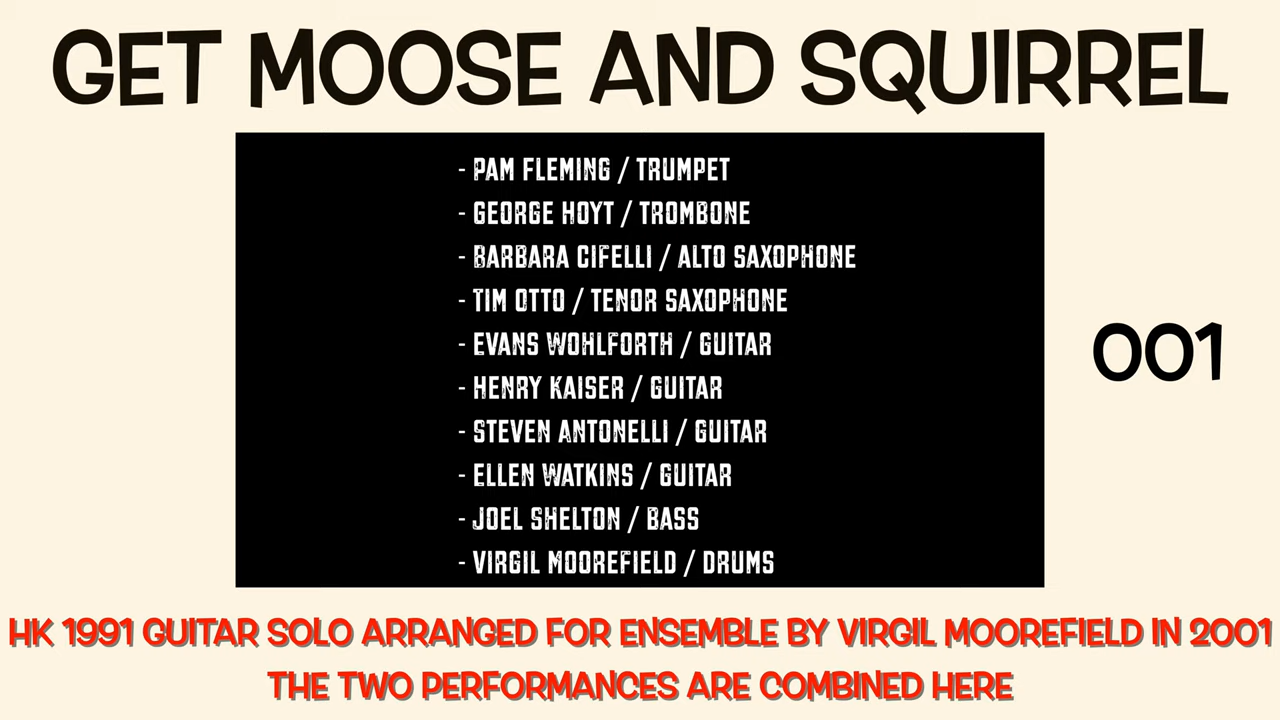 GET MOOSE AND SQUIRREL
- PAM FLEMING / TRUMPET
- GEORGE HOYT / TROMBONE
- BARBARA CIFELLI / ALTO SAXOPHONE
- TIM OTTO / TENOR SAXOPHONE
- EVANS WOHLFORTH / GUITAR
- HENRY KAISER / GUITAR
- STEVEN ANTONELLI / GUITAR
- ELLEN WATKINS / GUITAR
- JOEL SHELTON / BASS
- VIRGIL MOOREFIELD / DRUMS
001
HK 1991 GUITAR SOLO ARRANGED FOR ENSEMBLE BY VIRGIL MOOREFIELD IN 2001
THE TWO PERFORMANCES ARE COMBINED HERE